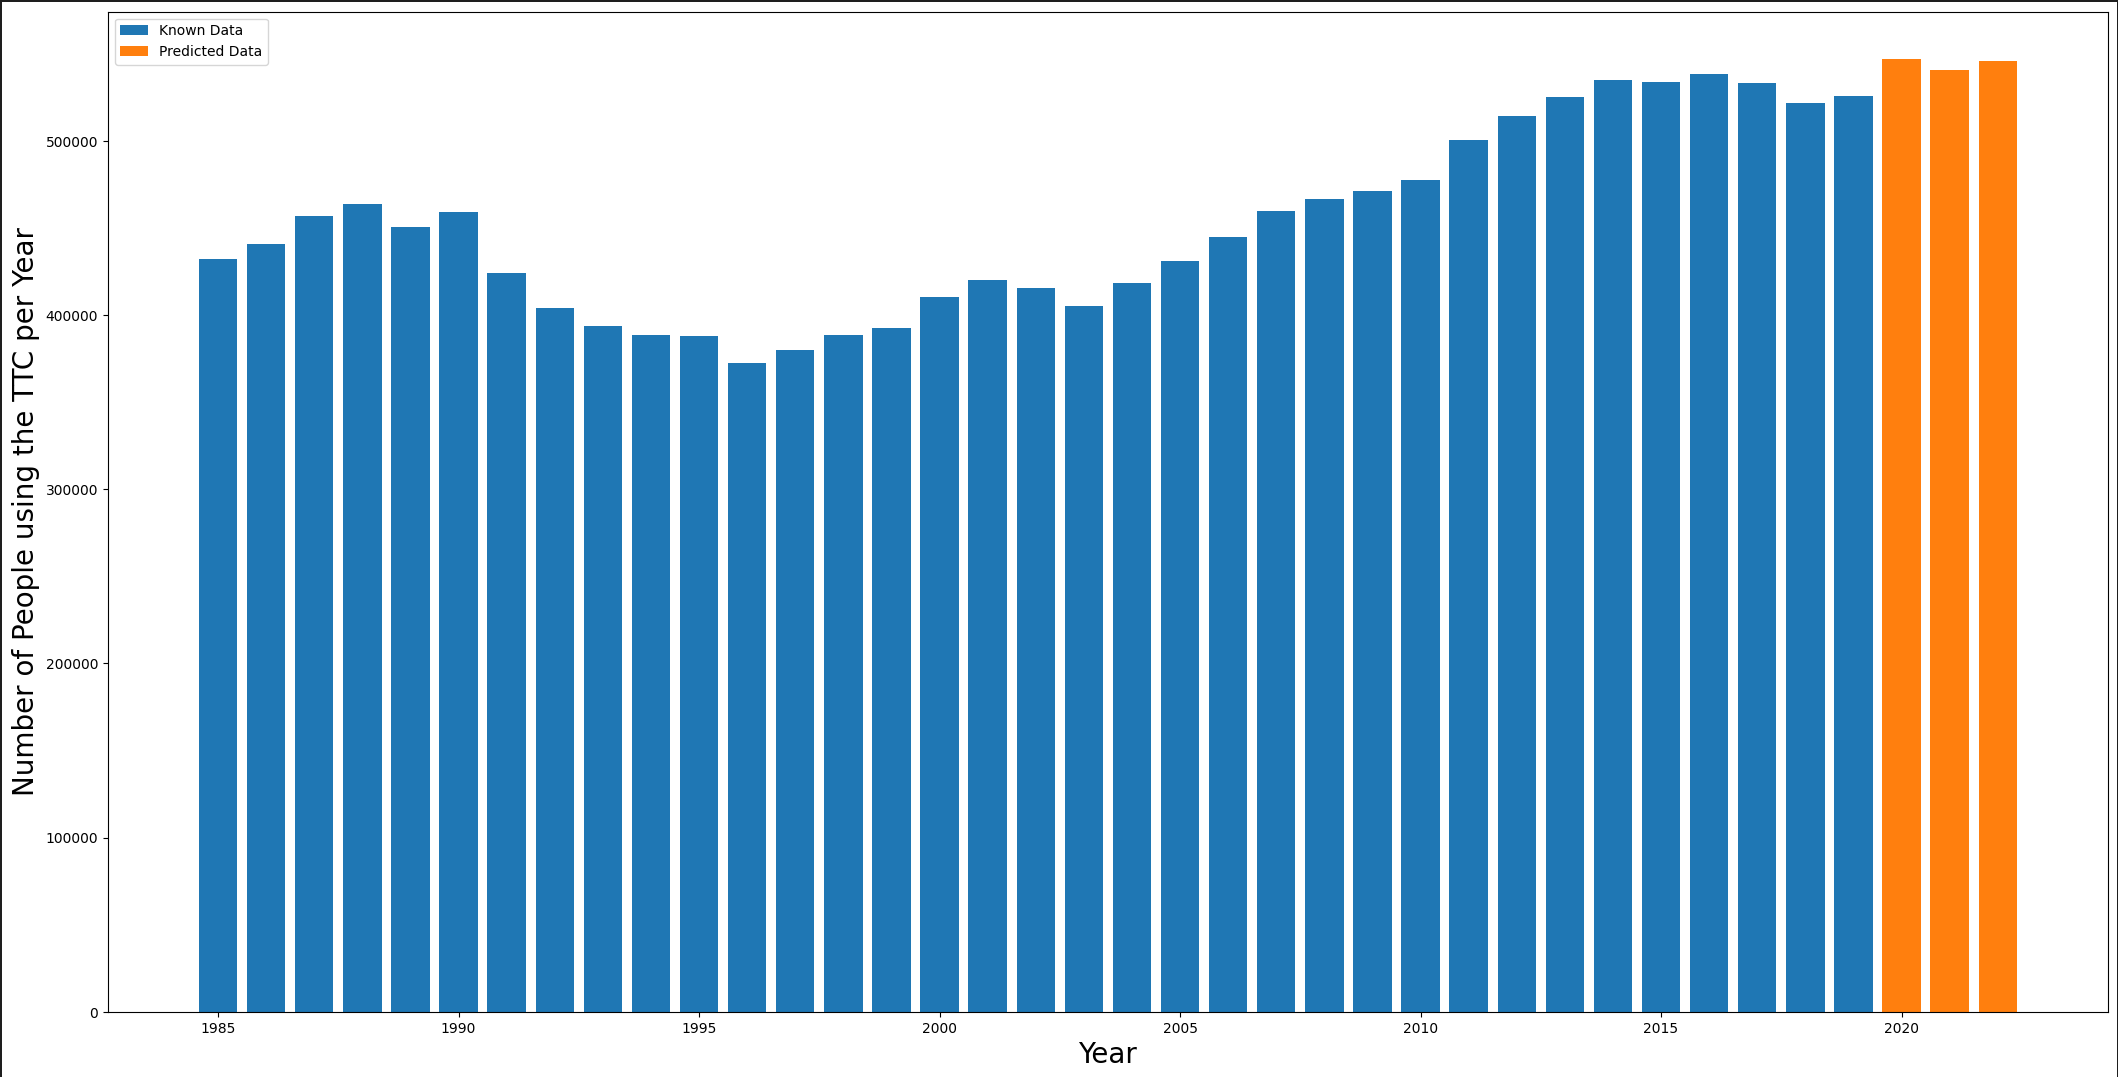 Known Data
Predicted Data
Number of People using the TTC per Year
500000
400000
300000
200000
100000
0
1985 1990 1995 2000 2005 2010 2015 2020
Year